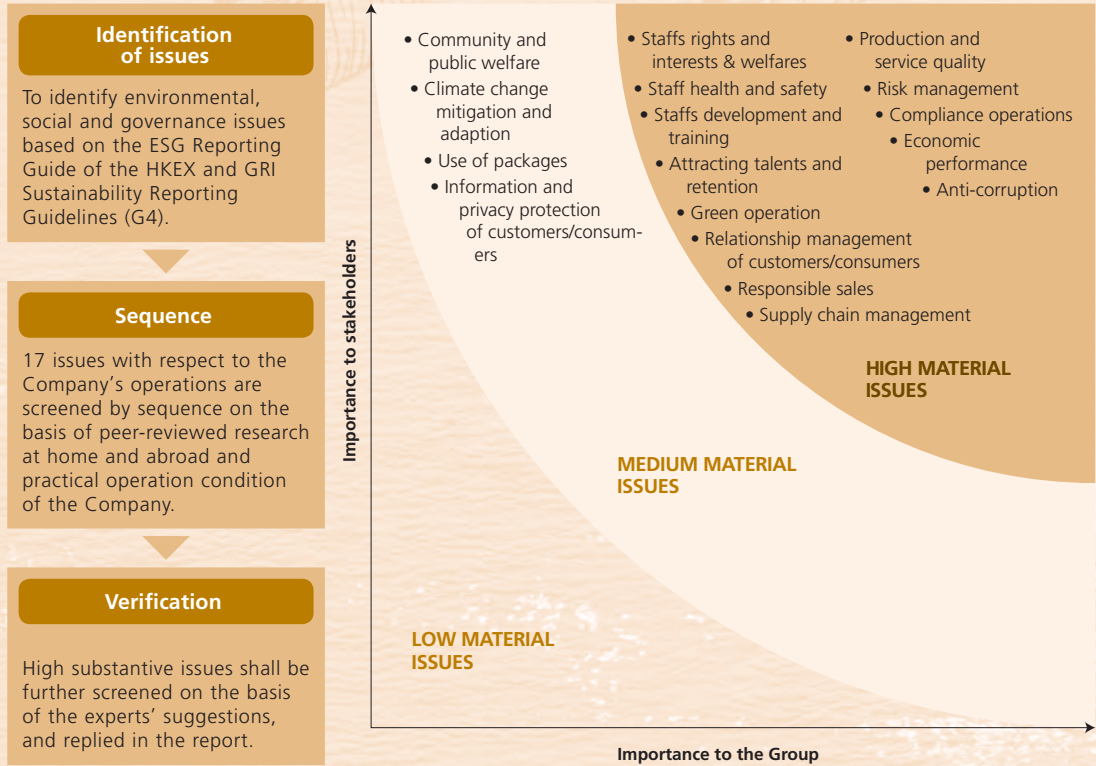 Identification
of issues
To identify environmental,
social and governance issues
based on the ESG Reporting
Guide of the HKEX and GRI
Sustainability Reporting
Guidelines (G4).
Sequence
17 issues with respect to the
Company’s operations are
screened by sequence on the
basis of peer-reviewed research
at home and abroad and
practical operation condition
of the Company.
Verification
High substantive issues shall be
further screened on the basis
of the experts’ suggestions,
and replied in the report.
Importance to stakeholders
• Community and
public welfare
• Climate change
mitigation and
adaption
• Use of packages
• Information and
privacy protection
of customers/consum-
ers
• Staffs rights and
interests & welfares
• Staff health and safety
• Staffs development and
training
• Attracting talents and
retention
• Green operation
• Relationship management
of customers/consumers
• Responsible sales
• Supply chain management
• Production and
service quality
• Risk management
• Compliance operations
• Economic
performance
• Anti-corruption
HIGH MATERIAL
ISSUES
MEDIUM MATERIAL
ISSUES
LOW MATERIAL
ISSUES
Importance to the Group